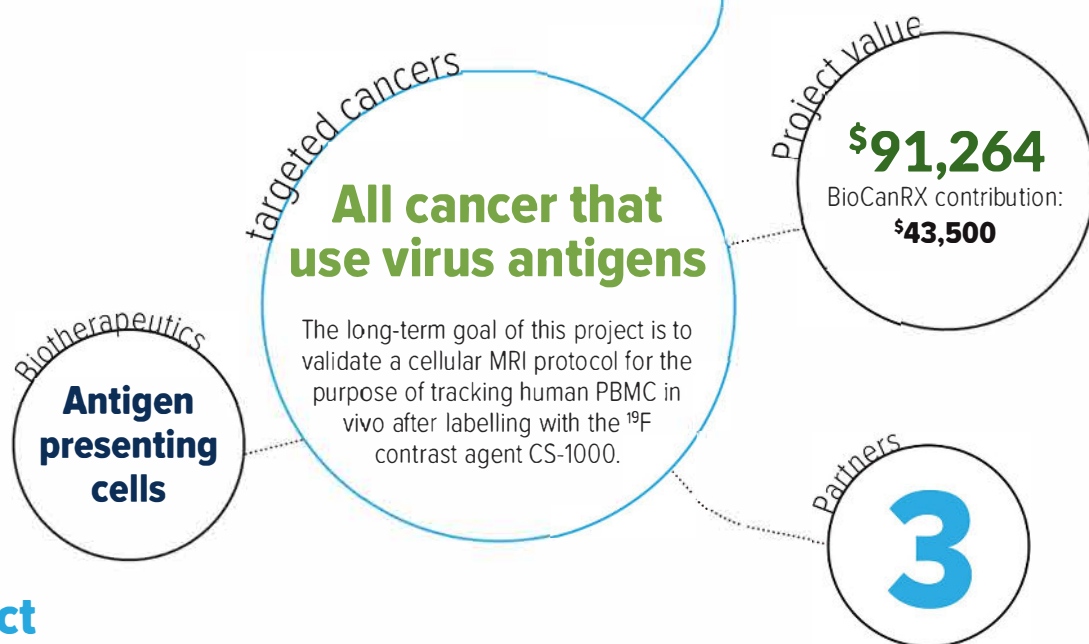 Project value
$91,264
BioCanRX contribution:
$43,500
targeted cancers
All cancer that
use virus antigens
The long-term goal of this project is to
validate a cellular MRI protocol for the
purpose of tracking human PBMC in
vivo after labelling with the ¹⁹F
contrast agent CS-1000.
Biotherapeutics
Antigen
presenting
cells
Partners
3
ct